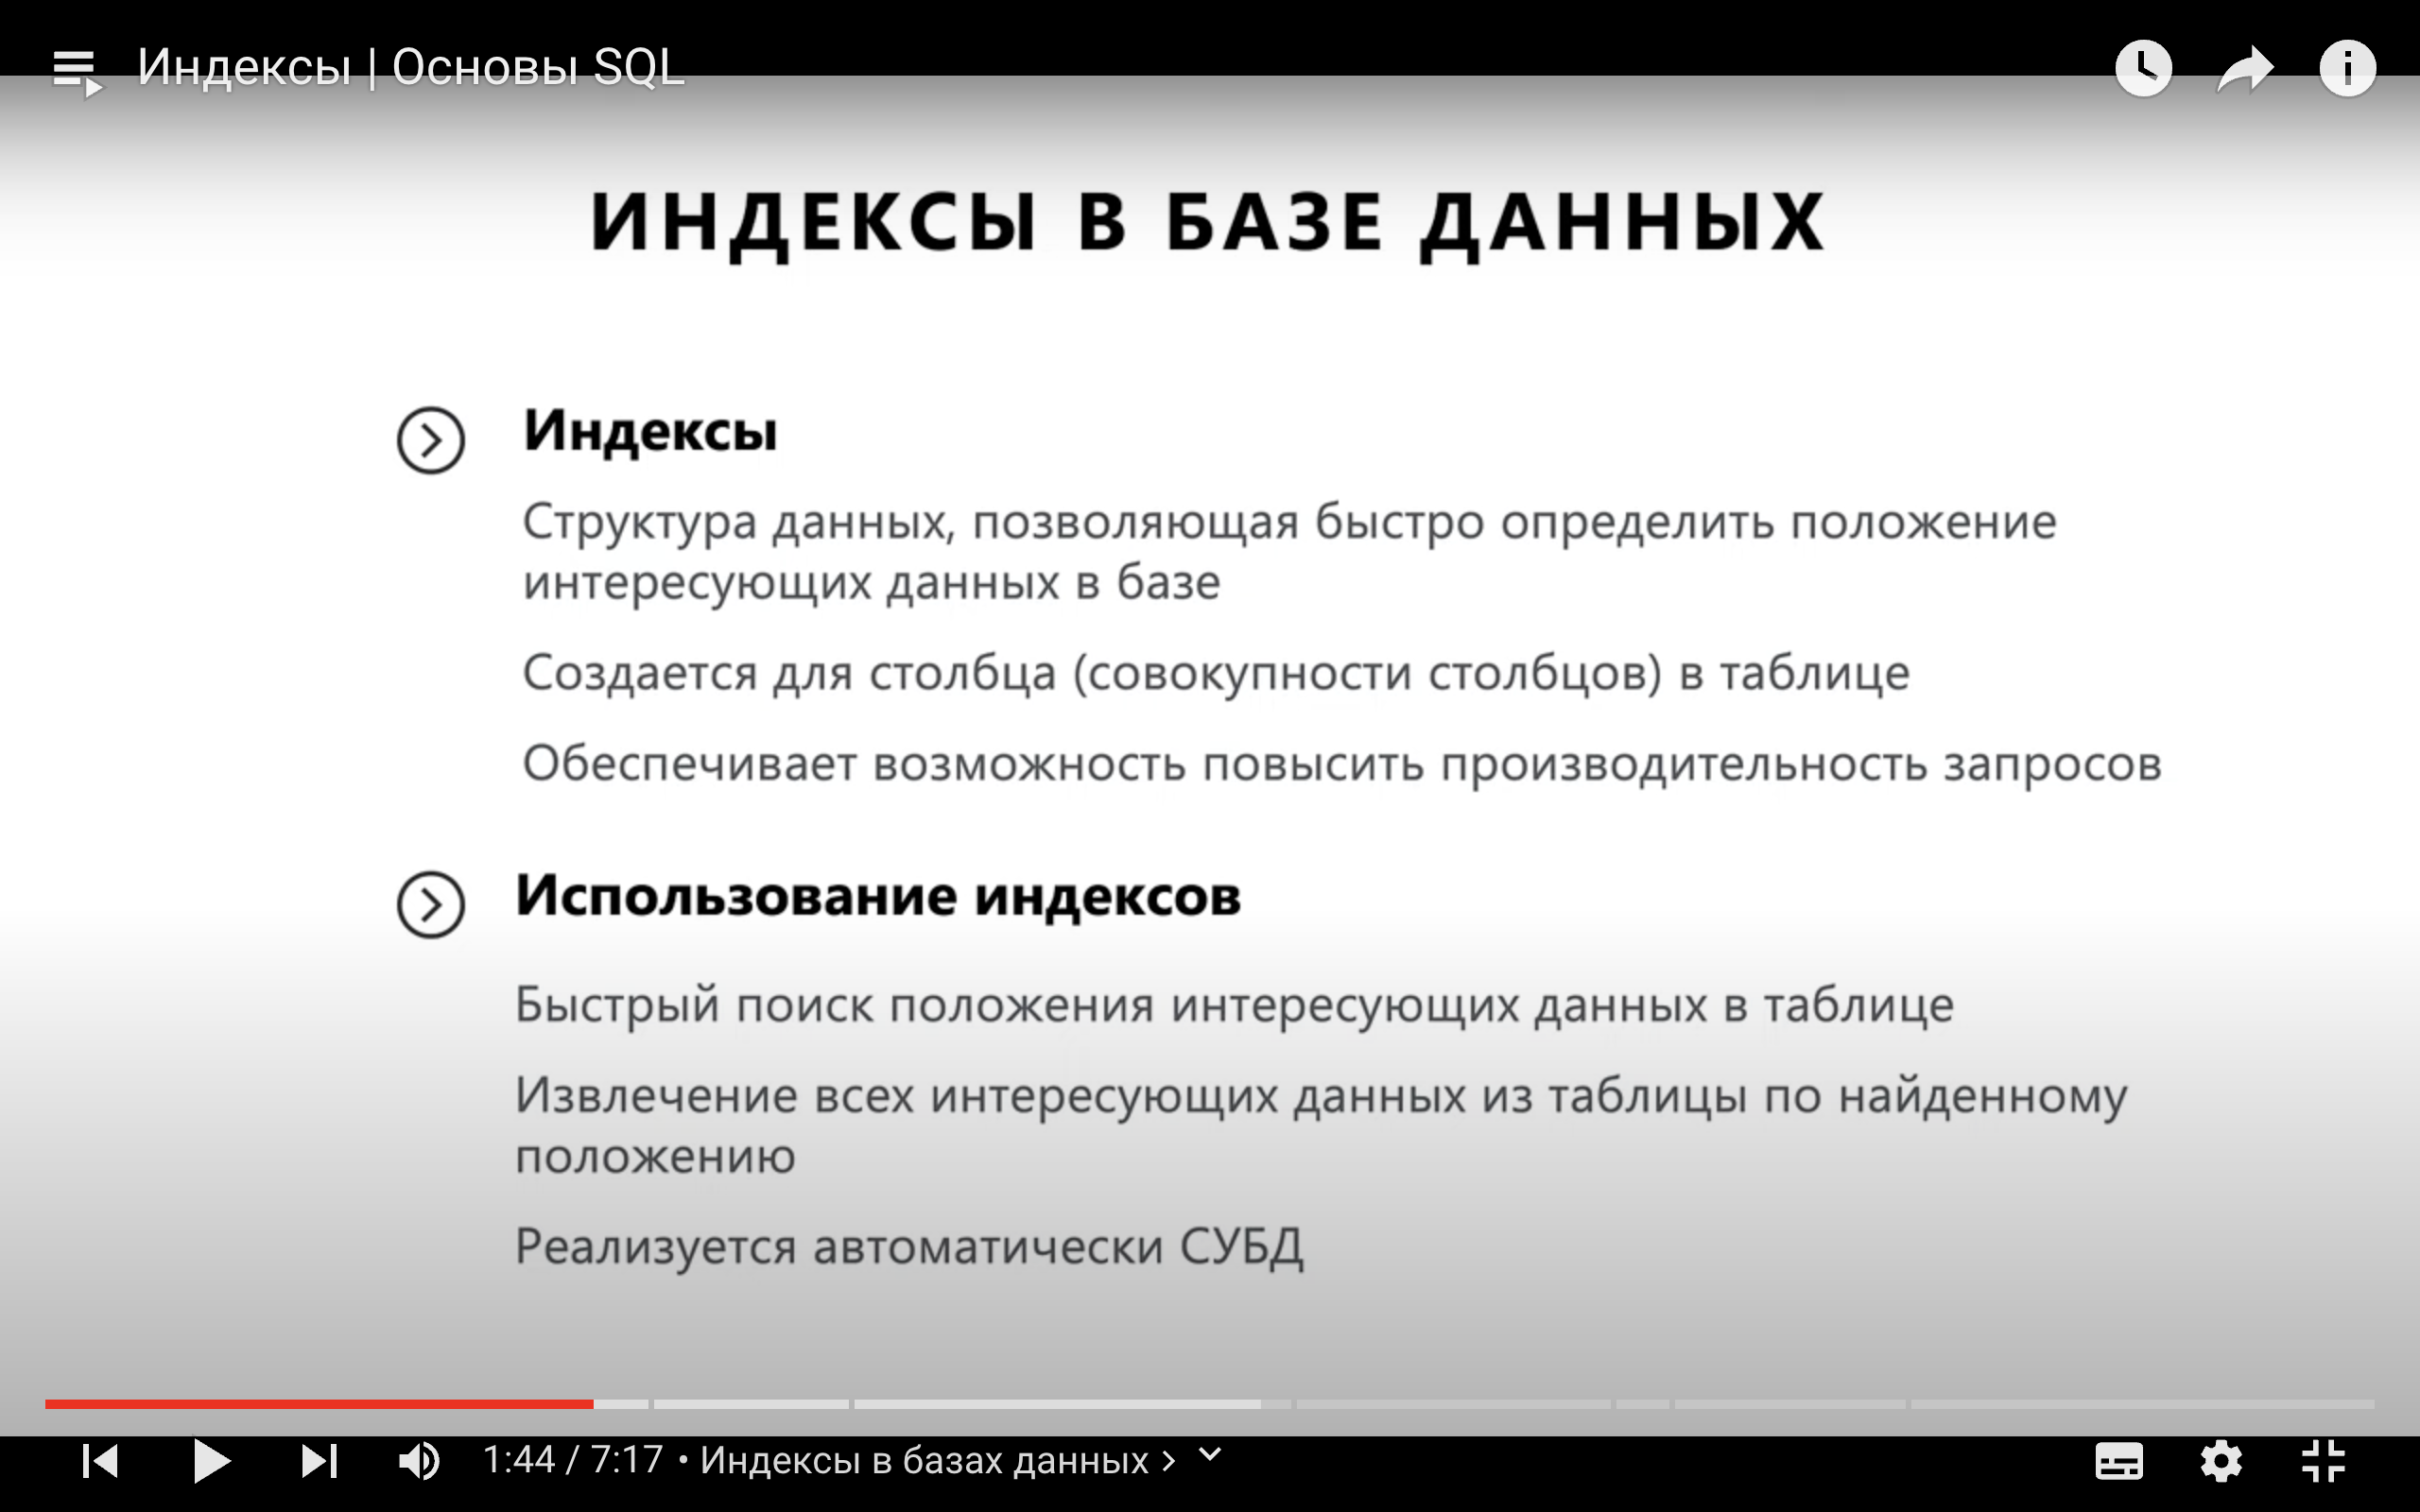 Индексы | Основы SQL
ИНДЕКСЫ В БАЗЕ ДАННЫХ
Индексы
Структура данных, позволяющая быстро определить положение
интересующих данных в базе
Создается для столбца (совокупности столбцов) в таблице
Обеспечивает возможность повысить производительность запросов
Использование индексов
Быстрый поиск положения интересующих данных в таблице
Извлечение всех интересующих данных из таблицы по найденному
положению
Реализуется автоматически СУБД
1:44 / 7:17 • Индексы в базах данных